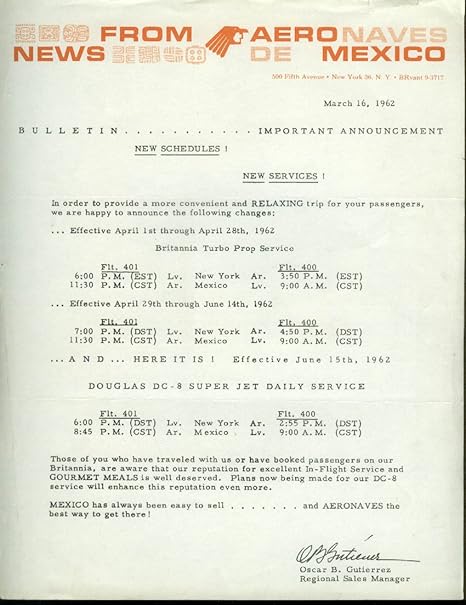 NEWS FROM AERONAVES DE MEXICO
500 Fifth Avenue • New York 36, N. Y. • BRyant 9-3717
March 16, 1962
BULLETIN . . . . . . . . . . . IMPORTANT ANNOUNCEMENT
NEW SCHEDULES !
NEW SERVICES !
In order to provide a more convenient and RELAXING trip for your passengers,
we are happy to announce the following changes:
... Effective April 1st through April 28th, 1962
Britannia Turbo Prop Service
Flt. 401 Flt. 400
6:00 P.M. (EST) Lv. New York Ar. 3:50 P.M. (EST)
11:30 P.M. (CST) Ar. Mexico Lv. 9:00 A.M. (CST)
... Effective April 29th through June 14th, 1962
Flt. 401 Flt. 400
7:00 P.M. (DST) Lv. New York Ar. 4:50 P.M. (DST)
11:30 P.M. (CST) Ar. Mexico Lv. 9:00 A.M. (CST)
... AND ... HERE IT IS ! Effective June 15th, 1962
DOUGLAS DC-8 SUPER JET DAILY SERVICE
Flt. 401 Flt. 400
6:00 P.M. (DST) Lv. New York Ar. 2:55 P.M. (DST)
8:45 P.M. (CST) Ar. Mexico Lv. 9:00 A.M. (CST)
Those of you who have traveled with us or have booked passengers on our
Britannia, are aware that our reputation for excellent In-Flight Service and
GOURMET MEALS is well deserved. Plans now being made for our DC-8
service will enhance this reputation even more.
MEXICO has always been easy to sell . . . . . . . and AERONAVES the
best way to get there !
O B Gutierrez
Oscar B. Gutierrez
Regional Sales Manager